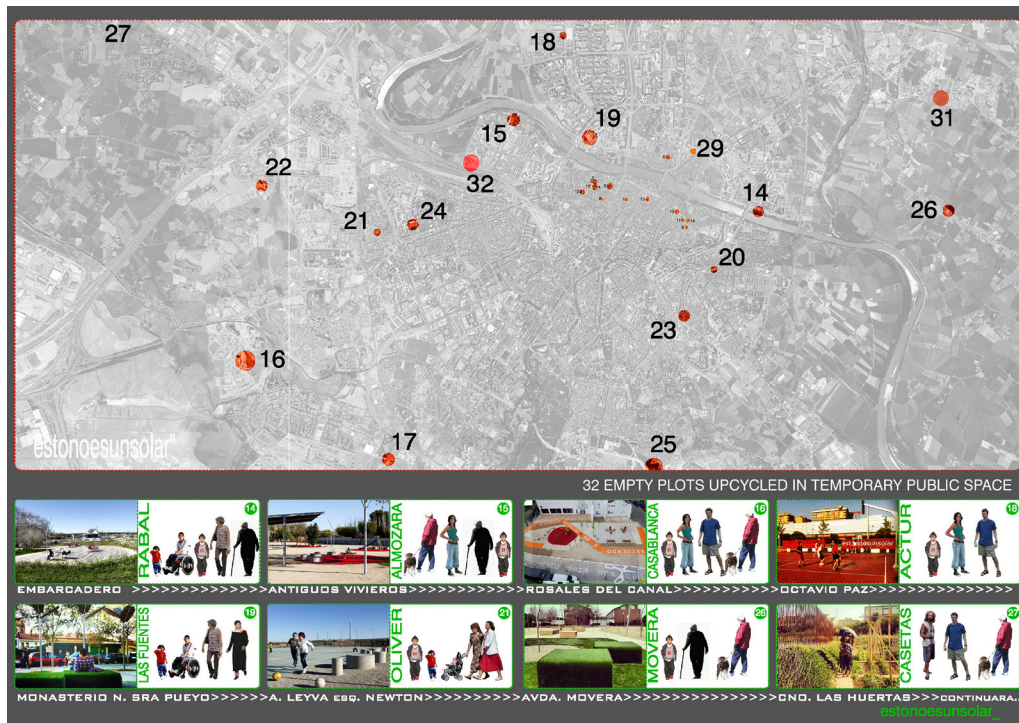 27
18
15
19
29
31
32
22
14
26
21
24
20
23
16
17
25
estonoesunsolar
32 EMPTY PLOTS UPCYCLED IN TEMPORARY PUBLIC SPACE
RABAL
14
ALMOZARA
15
CASABLANCA
16
estonoesunsolar
ACTUR
18
EMBARCADERO >>>>>>>>>>>>ANTIGUOS VIVIEROS>>>>>>>>>>>ROSALES DEL CANAL>>>>>>>>>>>>OCTAVIO PAZ>>>>>>>>>>>>>>>>
LAS FUENTES
19
OLIVER
21
MOVERA
26
CASETAS
27
MONASTERIO N. SRA PUEYO>>>>>>A. LEYVA ESQ. NEWTON>>>>>>>AVDA. MOVERA>>>>>>>>>>>>>>>>>CNO. LAS HUERTAS>>>CONTINUARA..
estonoesunsolar_